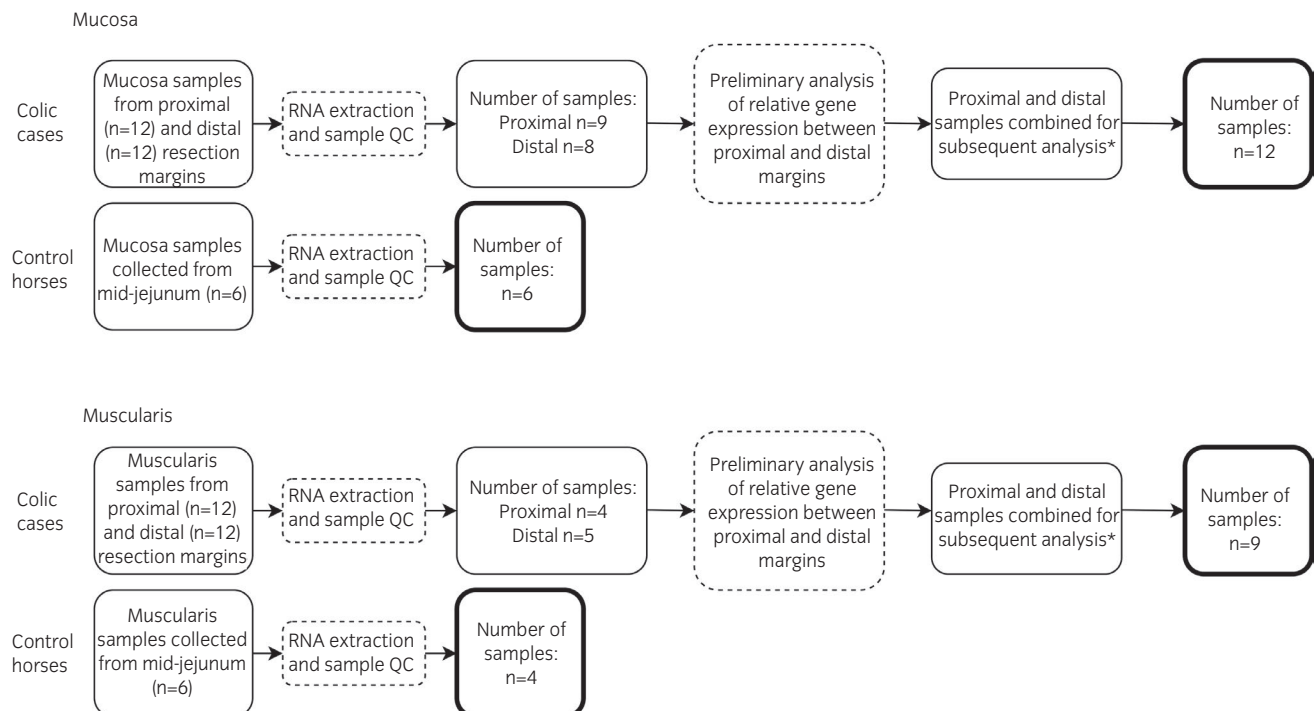 Mucosa
Colic
cases
Mucosa samples
from proximal
(n=12) and distal
(n=12) resection
margins
RNA extraction
and sample QC
Number of samples:
Proximal n=9
Distal n=8
Preliminary analysis
of relative gene
expression between
proximal and distal
margins
Proximal and distal
samples combined for
subsequent analysis*
Number of
samples:
n=12
Control
horses
Mucosa samples
collected from
mid-jejunum (n=6)
RNA extraction
and sample QC
Number of
samples:
n=6
Muscularis
Colic
cases
Muscularis
samples from
proximal (n=12)
and distal (n=12)
resection margins
RNA extraction
and sample QC
Number of samples:
Proximal n=4
Distal n=5
Preliminary analysis
of relative gene
expression between
proximal and distal
margins
Proximal and distal
samples combined for
subsequent analysis*
Number of
samples:
n=9
Control
horses
Muscularis
samples collected
from mid-jejunum
(n=6)
RNA extraction
and sample QC
Number of
samples:
n=4